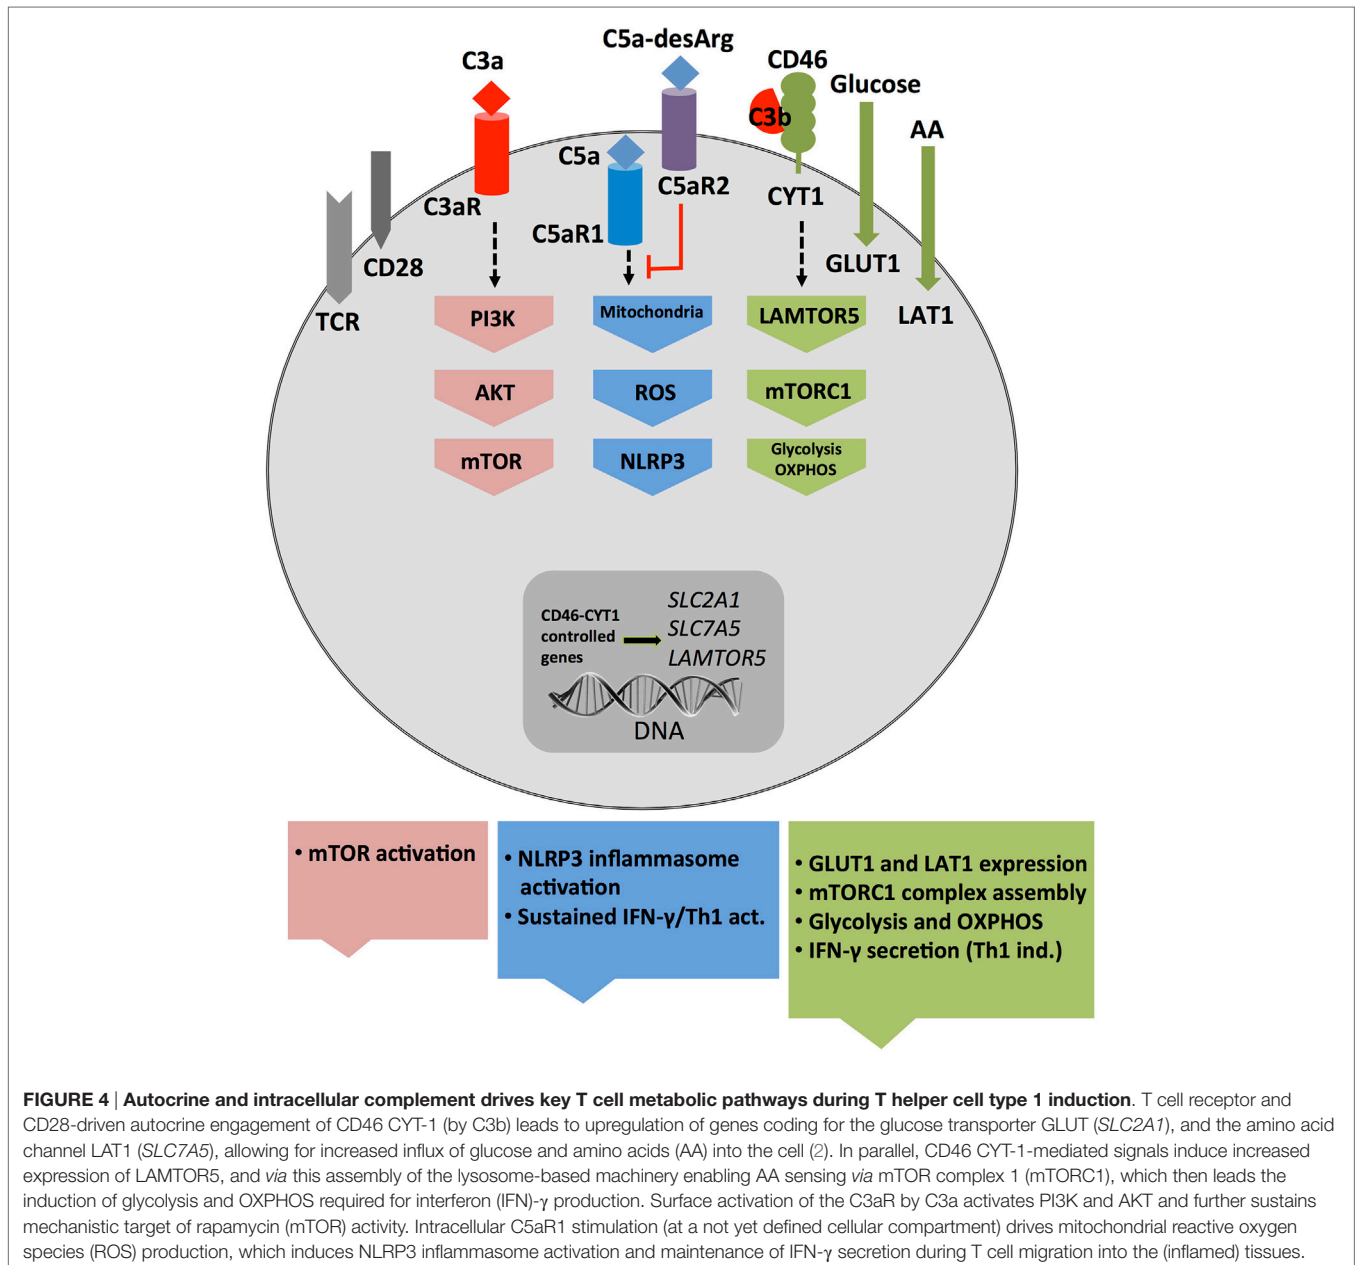 C5a-desArg
C3a
CD46
Glucose
C3b
AA
C5a
C3aR
C5aR2
CYT1
C5aR1
CD28
GLUT1
TCR
LAT1
PI3K
Mitochondria
LAMTOR5
AKT
ROS
mTORC1
mTOR
NLRP3
Glycolysis
OXPHOS
CD46-CYT1
controlled
genes
SLC2A1
SLC7A5
LAMTOR5
DNA
• mTOR activation
• NLRP3 inflammasome
activation
• Sustained IFN-γ/Th1 act.
• GLUT1 and LAT1 expression
• mTORC1 complex assembly
• Glycolysis and OXPHOS
• IFN-γ secretion (Th1 ind.)
FIGURE 4 | Autocrine and intracellular complement drives key T cell metabolic pathways during T helper cell type 1 induction. T cell receptor and
CD28-driven autocrine engagement of CD46 CYT-1 (by C3b) leads to upregulation of genes coding for the glucose transporter GLUT (SLC2A1), and the amino acid
channel LAT1 (SLC7A5), allowing for increased influx of glucose and amino acids (AA) into the cell (2). In parallel, CD46 CYT-1-mediated signals induce increased
expression of LAMTOR5, and via this assembly of the lysosome-based machinery enabling AA sensing via mTOR complex 1 (mTORC1), which then leads the
induction of glycolysis and OXPHOS required for interferon (IFN)-γ production. Surface activation of the C3aR by C3a activates PI3K and AKT and further sustains
mechanistic target of rapamycin (mTOR) activity. Intracellular C5aR1 stimulation (at a not yet defined cellular compartment) drives mitochondrial reactive oxygen
species (ROS) production, which induces NLRP3 inflammasome activation and maintenance of IFN-γ secretion during T cell migration into the (inflamed) tissues.